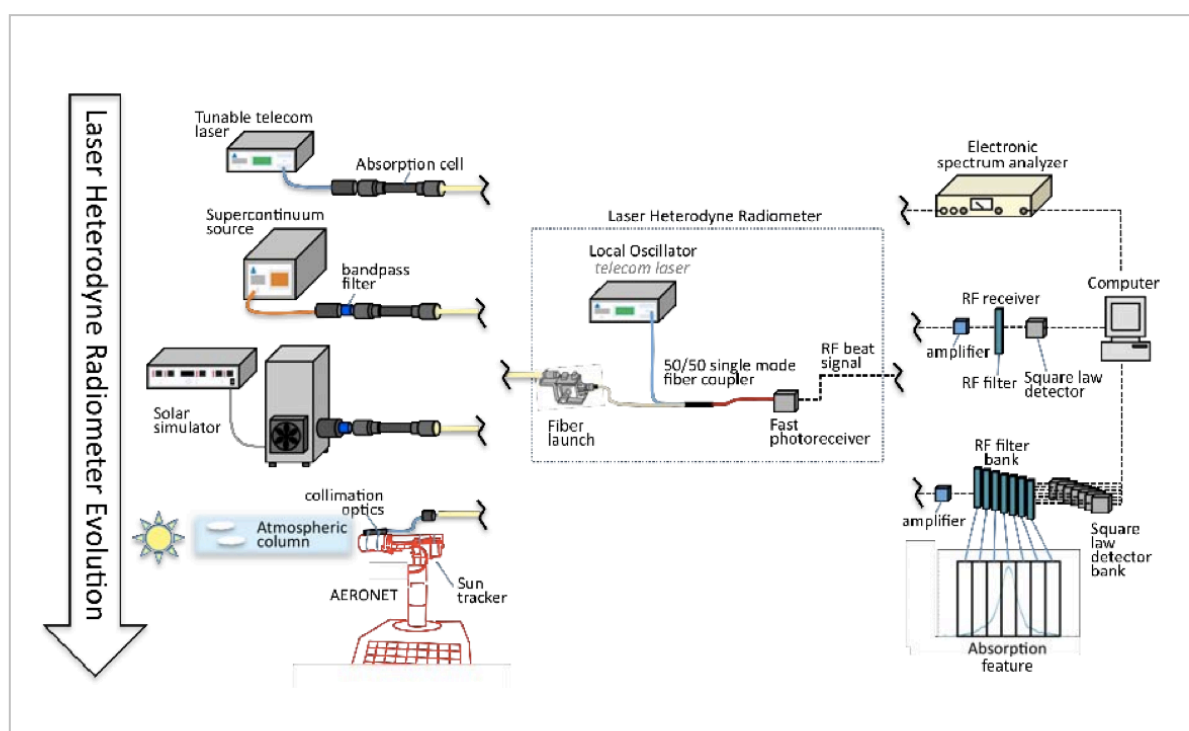 Laser Heterodyne Radiometer Evolution
Tunable telecom
laser
Absorption cell
Supercontinuum
source
bandpass
filter
Solar
simulator
collimation
optics
Atmospheric
column
AERONET
Sun
tracker
Laser Heterodyne Radiometer
Local Oscillator
telecom laser
50/50 single mode
fiber coupler
RF beat
signal
Fiber
launch
Fast
photoreceiver
Electronic
spectrum analyzer
Computer
RF receiver
amplifier
RF filter
Square law
detector
RF filter
bank
amplifier
Square
law
detector
bank
Absorption
feature